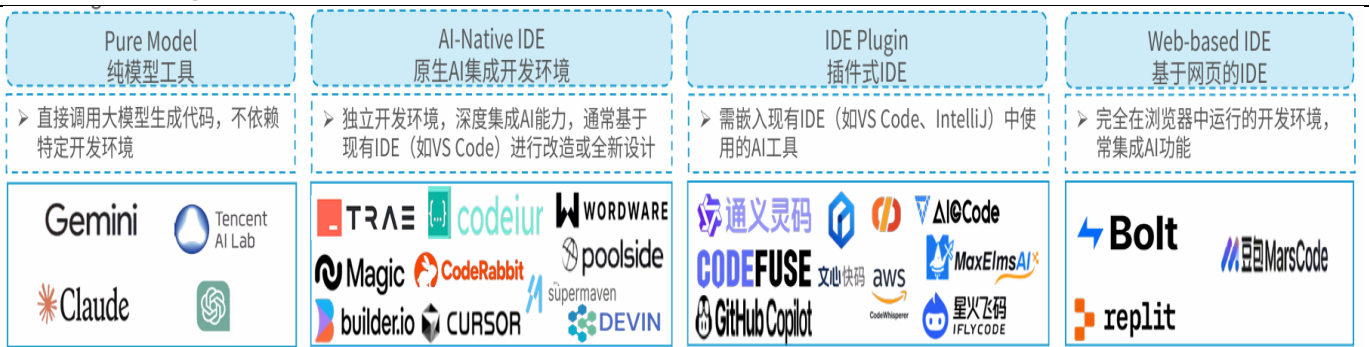 Pure Model
纯模型工具
➢ 直接调用大模型生成代码，不依赖
特定开发环境
Gemini
Tencent
AI Lab
Claude
AI-Native IDE
原生AI集成开发环境
➢ 独立开发环境，深度集成AI能力，通常基于
现有IDE（如VS Code）进行改造或全新设计
TRAE
{...}
codeiur
WORDWARE
Magic
CodeRabbit
poolside
supermaven
builder.io
CURSOR
DEVIN
IDE Plugin
插件式IDE
➢ 需嵌入现有IDE（如VS Code、IntelliJ）中使
用的AI工具
通义灵码
AIGCode
CODEFUSE
文心快码
aws
CodeWhisperer
MaxElmsAI
GitHub Copilot
星火飞码
IFLYCODE
Web-based IDE
基于网页的IDE
➢ 完全在浏览器中运行的开发环境，
常集成AI功能
Bolt
豆包MarsCode
replit